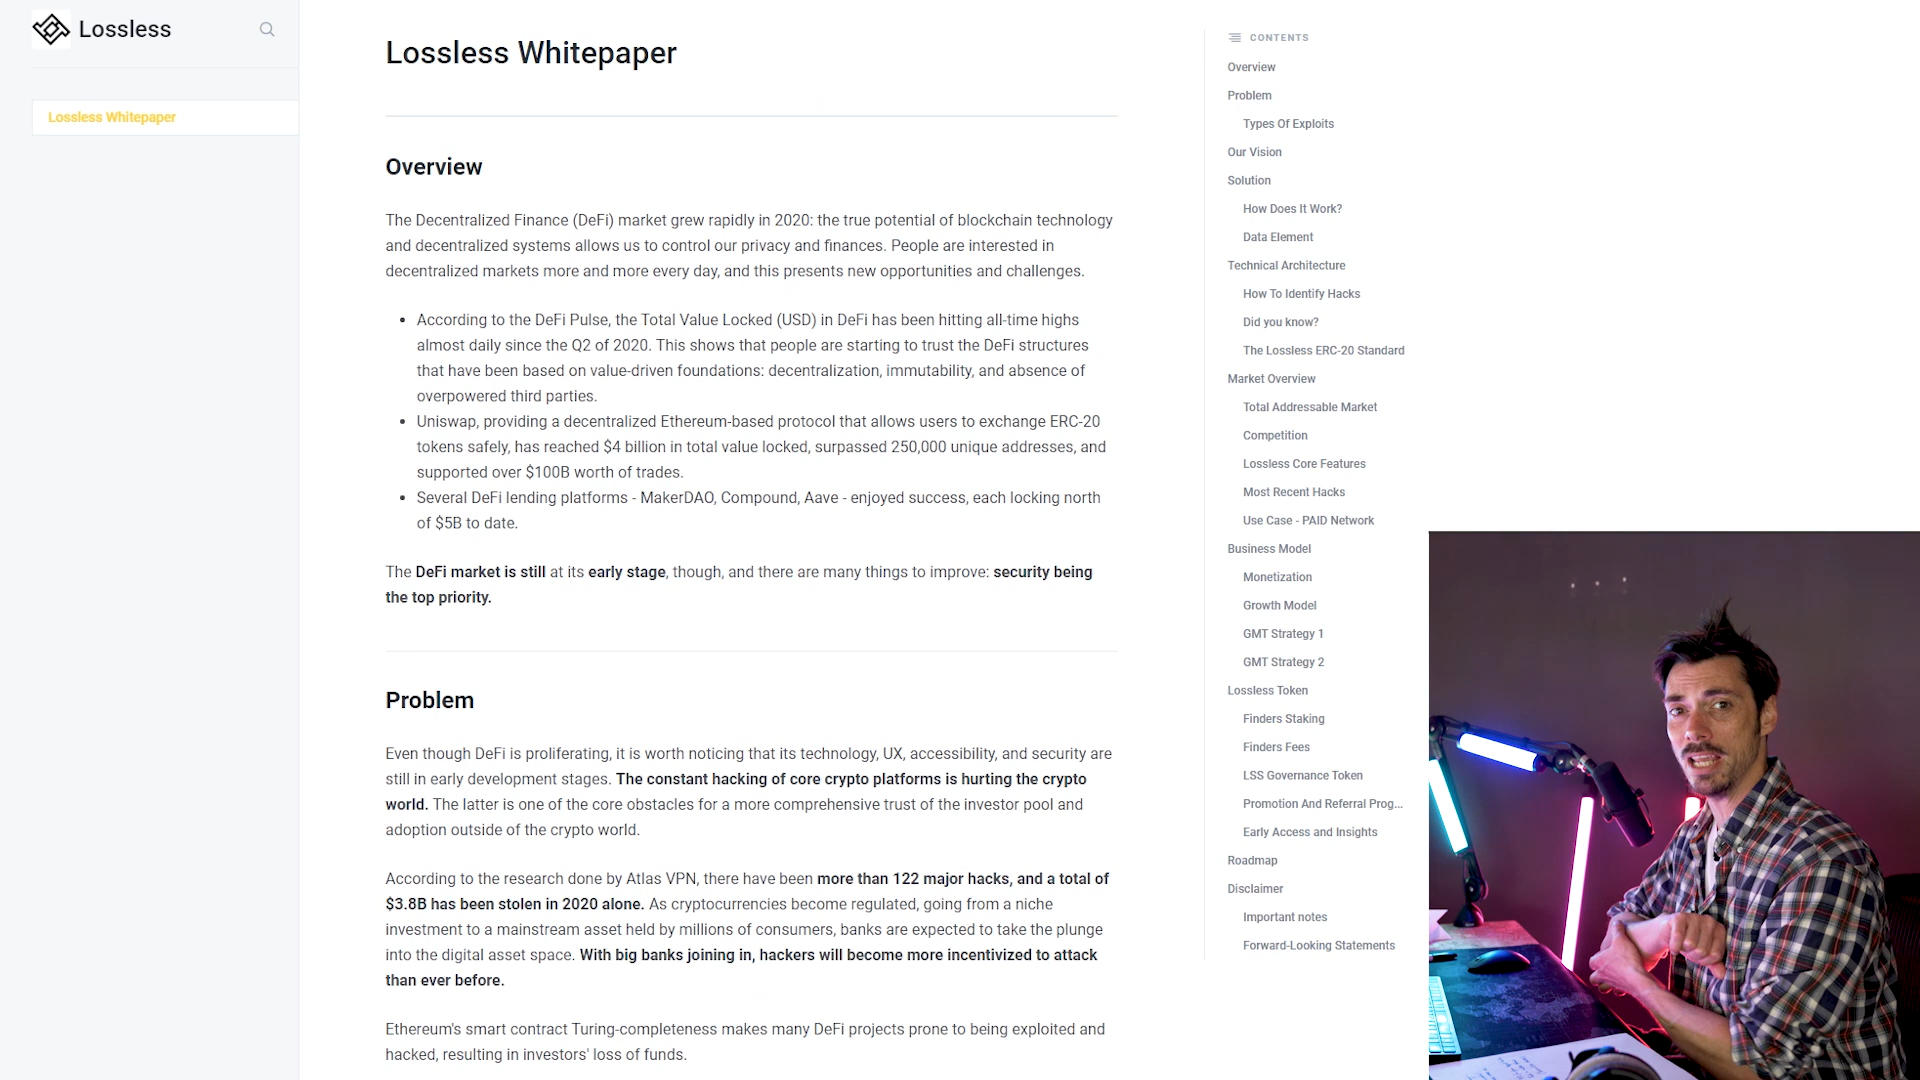 Lossless
Lossless Whitepaper
Lossless Whitepaper
Overview
The Decentralized Finance (DeFi) market grew rapidly in 2020: the true potential of blockchain technology
and decentralized systems allows us to control our privacy and finances. People are interested in
decentralized markets more and more every day, and this presents new opportunities and challenges.
According to the DeFi Pulse, the Total Value Locked (USD) in DeFi has been hitting all-time highs
almost daily since the Q2 of 2020. This shows that people are starting to trust the DeFi structures
that have been based on value-driven foundations: decentralization, immutability, and absence of
overpowered third parties.
Uniswap, providing a decentralized Ethereum-based protocol that allows users to exchange ERC-20
tokens safely, has reached $4 billion in total value locked, surpassed 250,000 unique addresses, and
supported over $100B worth of trades.
Several DeFi lending platforms - MakerDAO, Compound, Aave - enjoyed success, each locking north
of $5B to date.
The DeFi market is still at its early stage, though, and there are many things to improve: security being
the top priority.
Problem
Even though DeFi is proliferating, it is worth noticing that its technology, UX, accessibility, and security are
still in early development stages. The constant hacking of core crypto platforms is hurting the crypto
world. The latter is one of the core obstacles for a more comprehensive trust of the investor pool and
adoption outside of the crypto world.
According to the research done by Atlas VPN, there have been more than 122 major hacks, and a total of
$3.8B has been stolen in 2020 alone. As cryptocurrencies become regulated, going from a niche
investment to a mainstream asset held by millions of consumers, banks are expected to take the plunge
into the digital asset space. With big banks joining in, hackers will become more incentivized to attack
than ever before.
Ethereum's smart contract Turing-completeness makes many DeFi projects prone to being exploited and
hacked, resulting in investors' loss of funds.
CONTENTS
Overview
Problem
Types Of Exploits
Our Vision
Solution
How Does It Work?
Data Element
Technical Architecture
How To Identify Hacks
Did you know?
The Lossless ERC-20 Standard
Market Overview
Total Addressable Market
Competition
Lossless Core Features
Most Recent Hacks
Use Case - PAID Network
Business Model
Monetization
Growth Model
GMT Strategy 1
GMT Strategy 2
Lossless Token
Finders Staking
Finders Fees
LSS Governance Token
Promotion And Referral Prog...
Early Access and Insights
Roadmap
Disclaimer
Important notes
Forward-Looking Statements